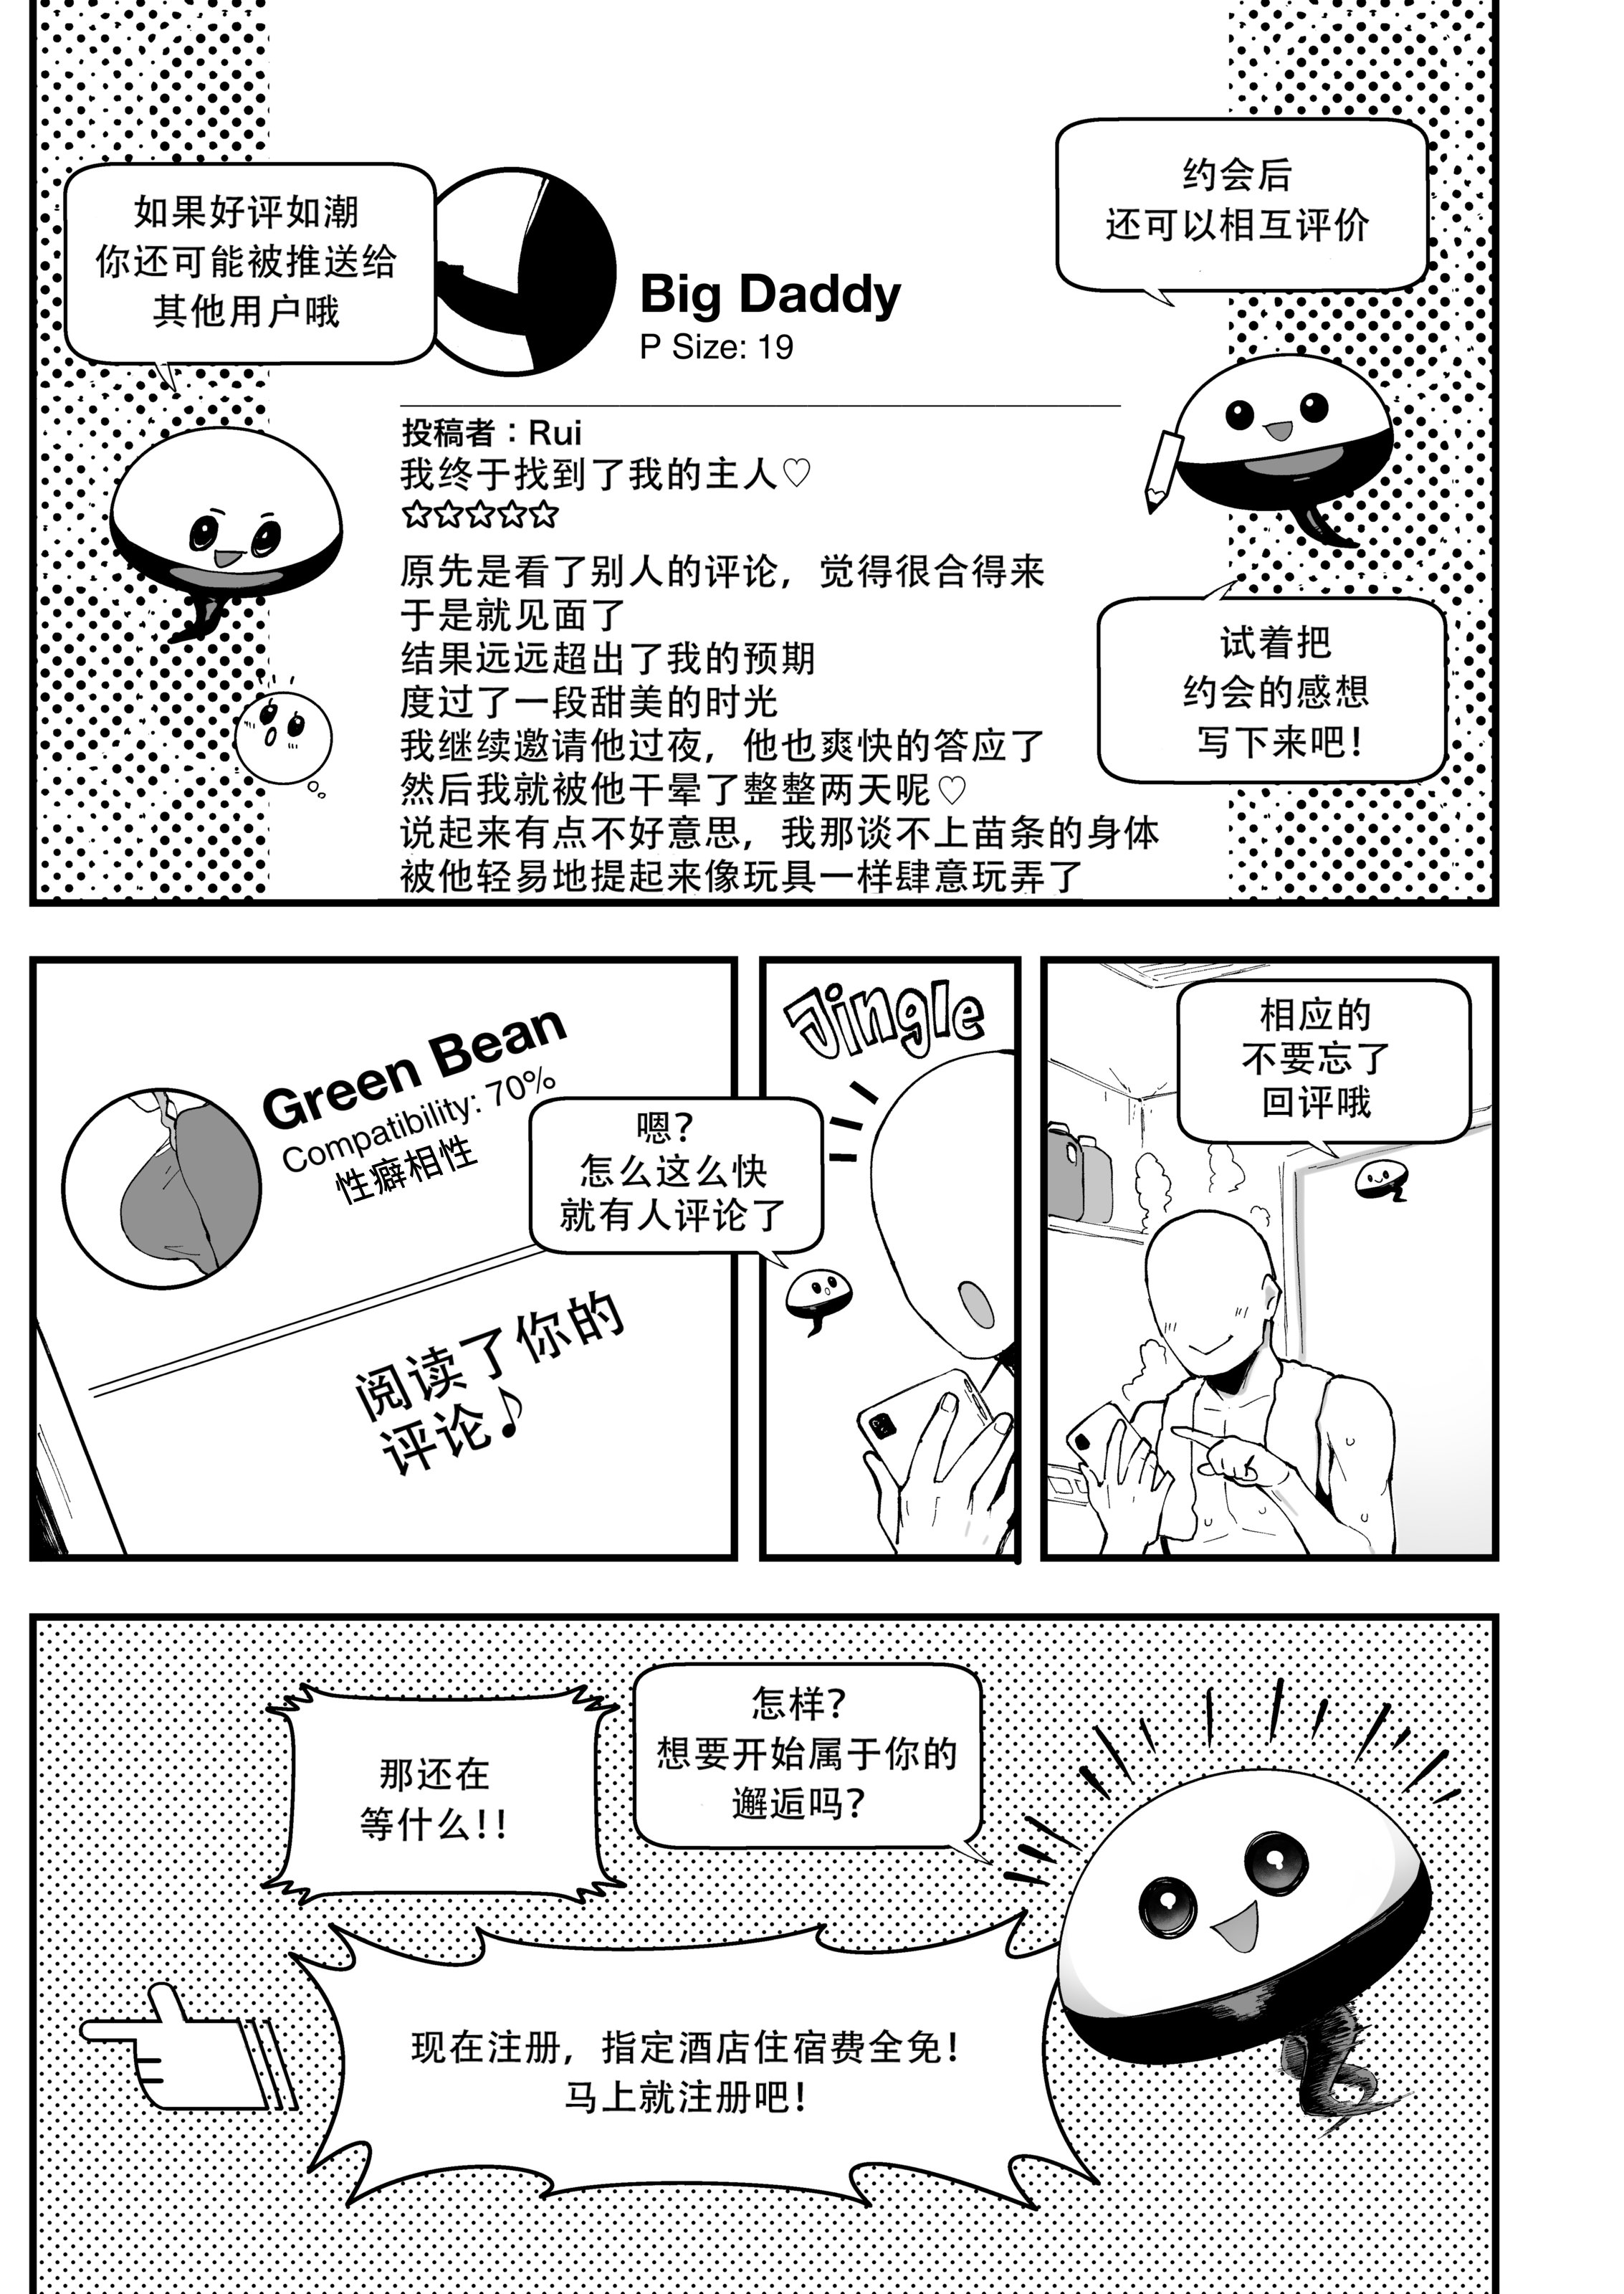 约会后
还可以相互评价
如果好评如潮
你还可能被推送给
其他用户哦
Big Daddy
P Size: 19
投稿者：Rui
我终于找到了我的主人♡
☆☆☆☆☆
原先是看了别人的评论，觉得很合得来
于是就见面了
结果远远超出了我的预期
度过了一段甜美的时光
我继续邀请他过夜，他也爽快的答应了
然后我就被他干晕了整整两天呢♡
说起来有点不好意思，我那谈不上苗条的身体
被他轻易地提起来像玩具一样肆意玩弄了
试着把
约会的感想
写下来吧！
相应的
不要忘了
回评哦
Jingle
嗯？
怎么这么快
就有人评论了
Green Bean
Compatibility: 70%
性癖相性
阅读了你的
评论♪
怎样？
想要开始属于你的
邂逅吗？
那还在
等什么！！
现在注册，指定酒店住宿费全免！
马上就注册吧！